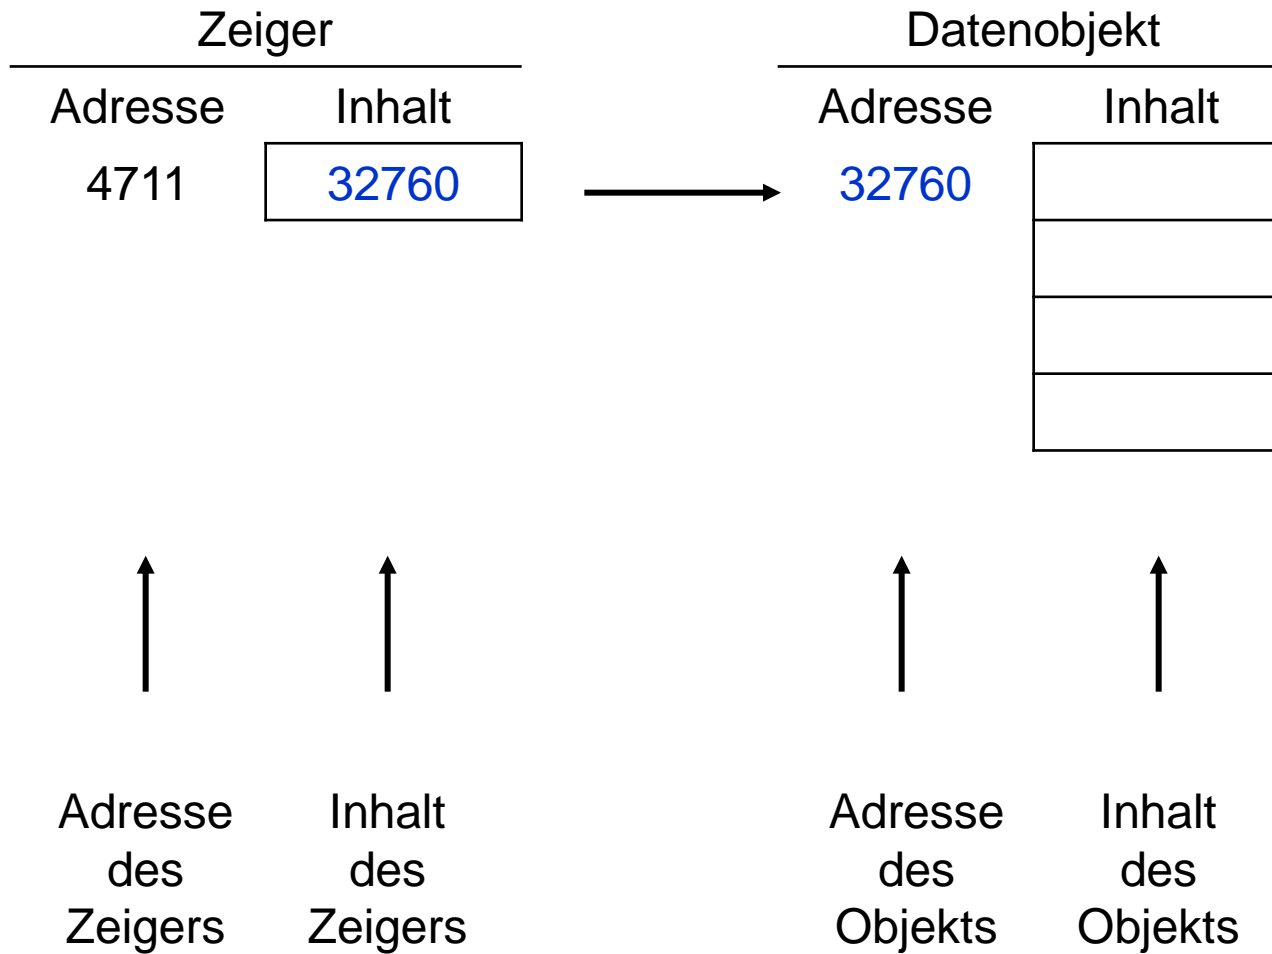 Zeiger
Datenobjekt
Adresse Inhalt
Adresse Inhalt
4711 32760
32760
Adresse
des
Zeigers
Inhalt
des
Zeigers
Adresse
des
Objekts
Inhalt
des
Objekts